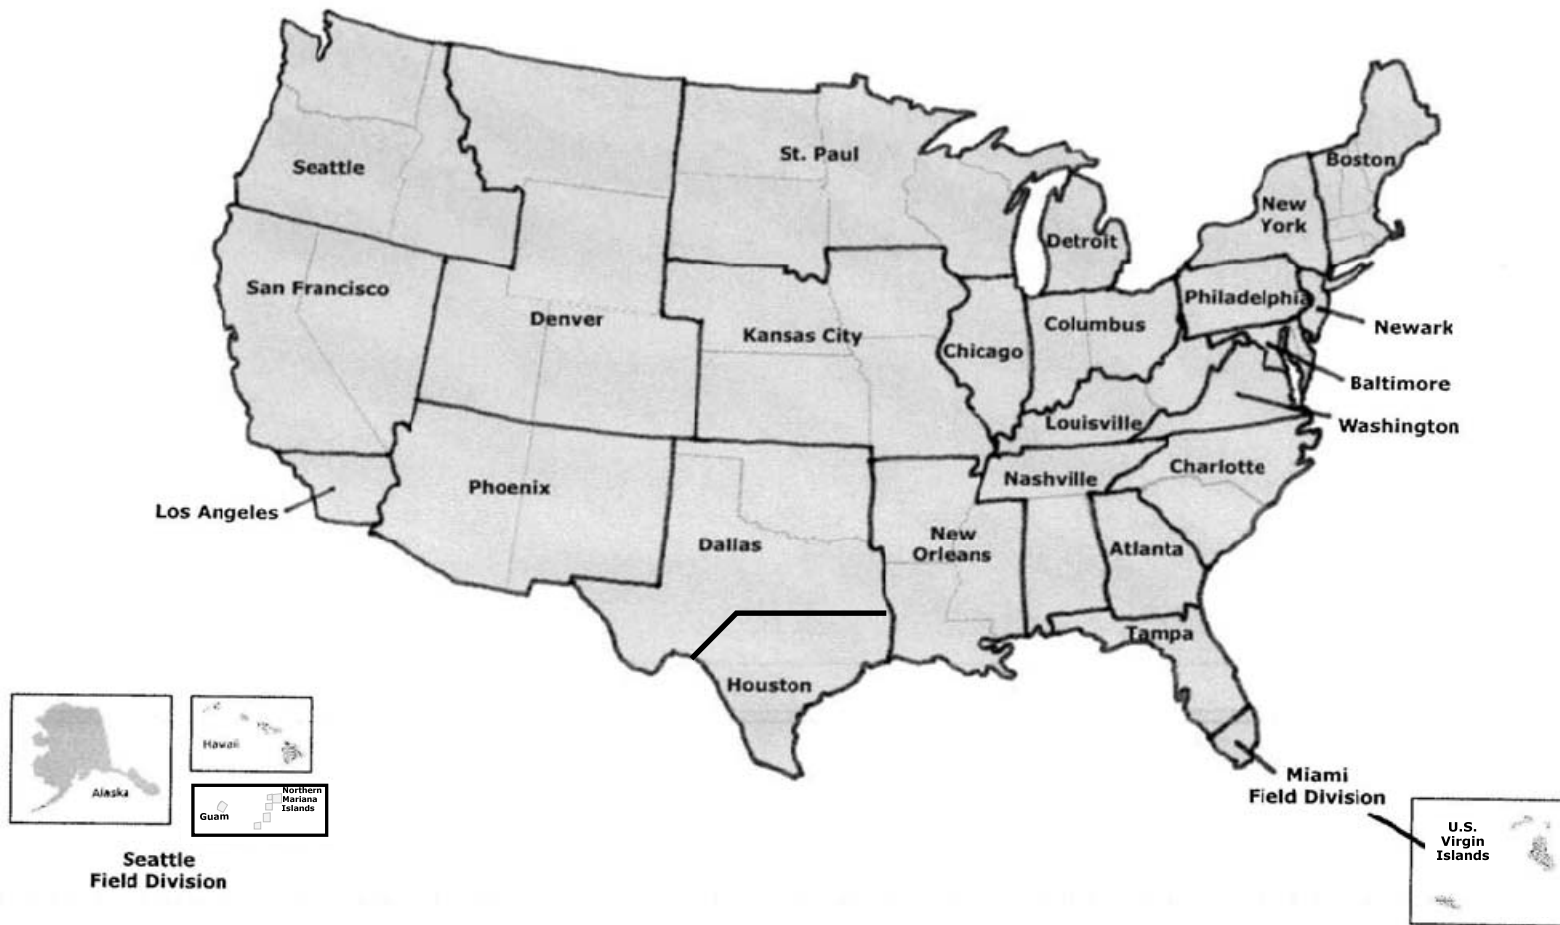 St. Paul
Seattle
Boston
New
York
Detroit
San Francisco
Denver
Philadelphia
Columbus
Newark
Kansas City
Chicago
Baltimore
Louisville
Washington
Charlotte
Nashville
Phoenix
Los Angeles
Dallas
New
Orleans
Atlanta
Tampa
Houston
Hawaii
Alaska
Northern
Mariana
Islands
Guam
Seattle
Field Division
Miami
Field Division
U.S.
Virgin
Islands